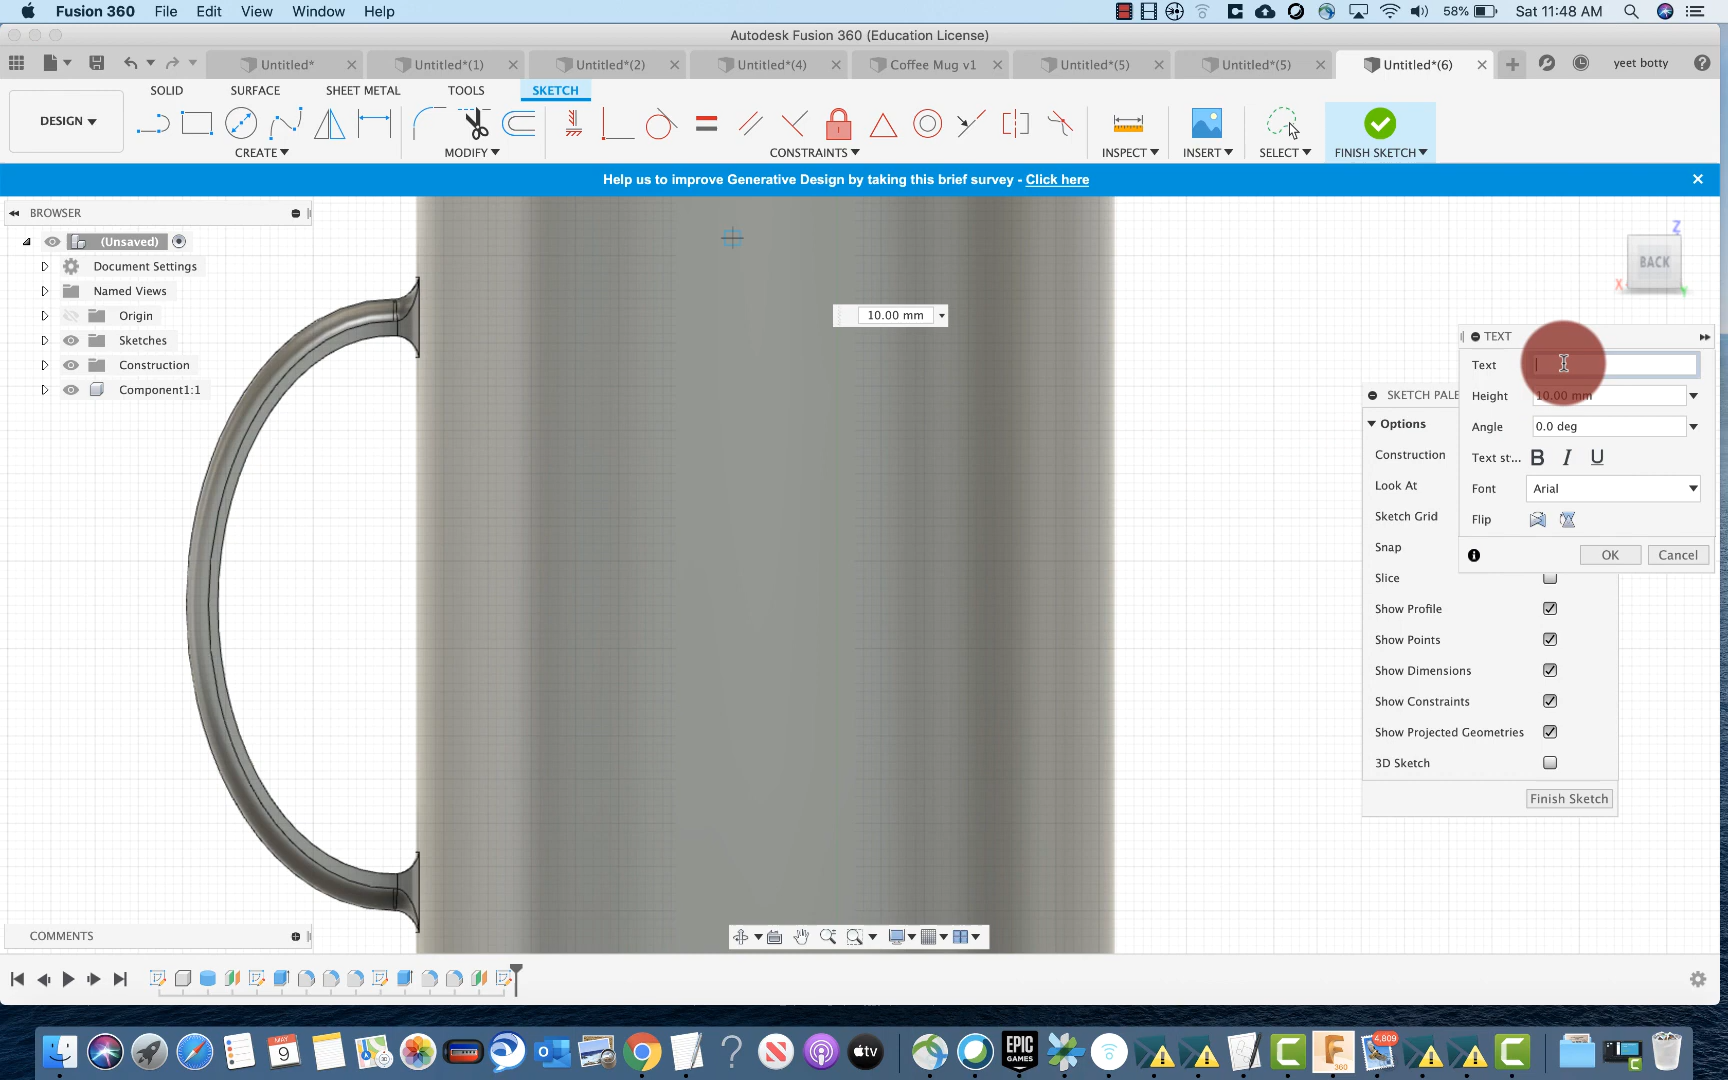 Fusion 360 File Edit View Window Help
58% Sat 11:48 AM
Autodesk Fusion 360 (Education License)
Untitled* Untitled*(1) Untitled*(2) Untitled*(4) Coffee Mug v1 Untitled*(5) Untitled*(5) Untitled*(6) yeet botty
SOLID SURFACE SHEET METAL TOOLS SKETCH
DESIGN
CREATE MODIFY CONSTRAINTS INSPECT INSERT SELECT FINISH SKETCH
Help us to improve Generative Design by taking this brief survey - Click here
BROWSER
(Unsaved)
Document Settings
Named Views
Origin
Sketches
Construction
Component1:1
10.00 mm
Z
BACK
X
TEXT
Text
Height 10.00 mm
Angle 0.0 deg
Text st... B I U
Font Arial
Flip
OK Cancel
SKETCH PALE
Options
Construction
Look At
Sketch Grid
Snap
Slice
Show Profile
Show Points
Show Dimensions
Show Constraints
Show Projected Geometries
3D Sketch
Finish Sketch
COMMENTS
9
tv
EPIC GAMES
F 360
4,809